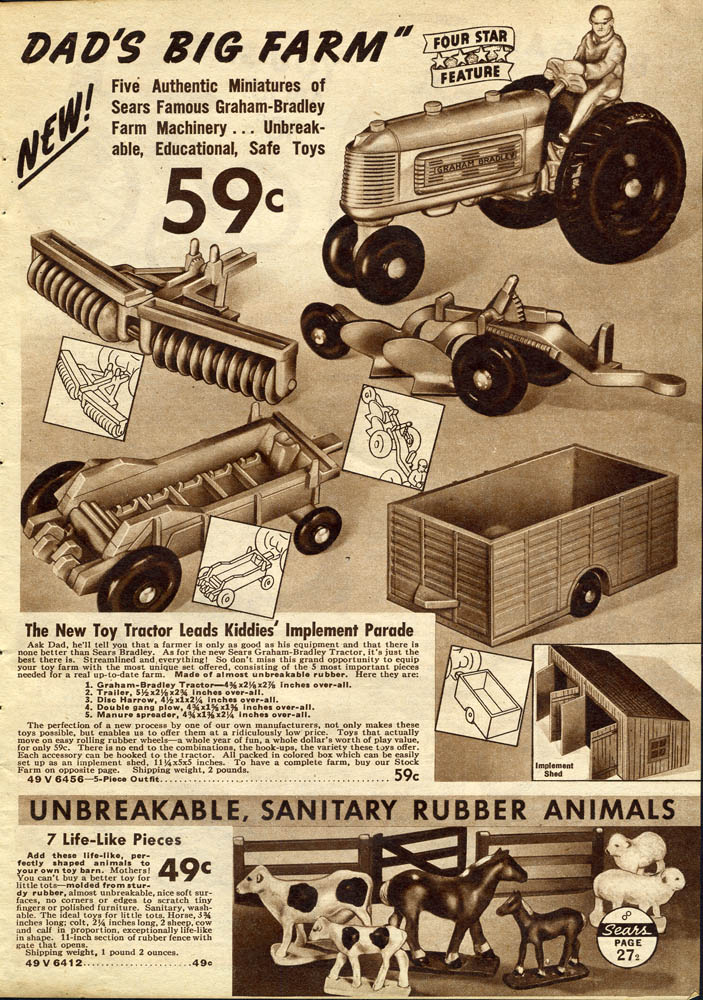 DAD'S BIG FARM"
FOUR STAR
FEATURE
NEW!
Five Authentic Miniatures of
Sears Famous Graham-Bradley
Farm Machinery ... Unbreak-
able, Educational, Safe Toys
59c
GRAHAM BRADLEY
The New Toy Tractor Leads Kiddies' Implement Parade
Ask Dad, he'll tell you that a farmer is only as good as his equipment and that there is
none better than Sears Bradley. As for the new Sears Graham-Bradley Tractor, it's just the
best there is. Streamlined and everything! So don't miss this grand opportunity to equip
your toy farm with the most unique set offered, consisting of the 5 most important pieces
needed for a real up-to-date farm. Made of almost unbreakable rubber. Here they are:
1. Graham-Bradley Tractor—4⅜x2⅛x2⅞ inches over-all.
2. Trailer, 5½x2⅛x2⅜ inches over-all.
3. Disc Harrow, 4½x1x2¼ inches over-all.
4. Double gang plow, 4¾x1⅝x1⅜ inches over-all.
5. Manure spreader, 4⅜x1⅜x2¼ inches over-all.
The perfection of a new process by one of our own manufacturers, not only makes these
toys possible, but enables us to offer them at a ridiculously low price. Toys that actually
move on easy rolling rubber wheels—a whole year of fun, a whole dollar's worth of play value,
for only 59c. There is no end to the combinations, the hook-ups, the variety these toys offer.
Each accessory can be hooked to the tractor. All packed in colored box which can be easily
set up as an implement shed, 11¼x5x5 inches. To have a complete farm, buy our Stock
Farm on opposite page. Shipping weight, 2 pounds.
49 V 6456—5-Piece Outfit.......................... 59c
Implement
Shed
UNBREAKABLE, SANITARY RUBBER ANIMALS
7 Life-Like Pieces
49c
Add these life-like, per-
fectly shaped animals to
your own toy barn. Mothers!
You can't buy a better toy for
little tots—molded from stur-
dy rubber, almost unbreakable, nice soft sur-
faces, no corners or edges to scratch tiny
fingers or polished furniture. Sanitary, wash-
able. The ideal toys for little tots. Horse, 3¾
inches long; colt, 2¼ inches long, 2 sheep, cow
and calf in proportion, exceptionally life-like
in shape. 11-inch section of rubber fence with
gate that opens.
Shipping weight, 1 pound 2 ounces.
49 V 6412..................49c
Sears
PAGE
27₂